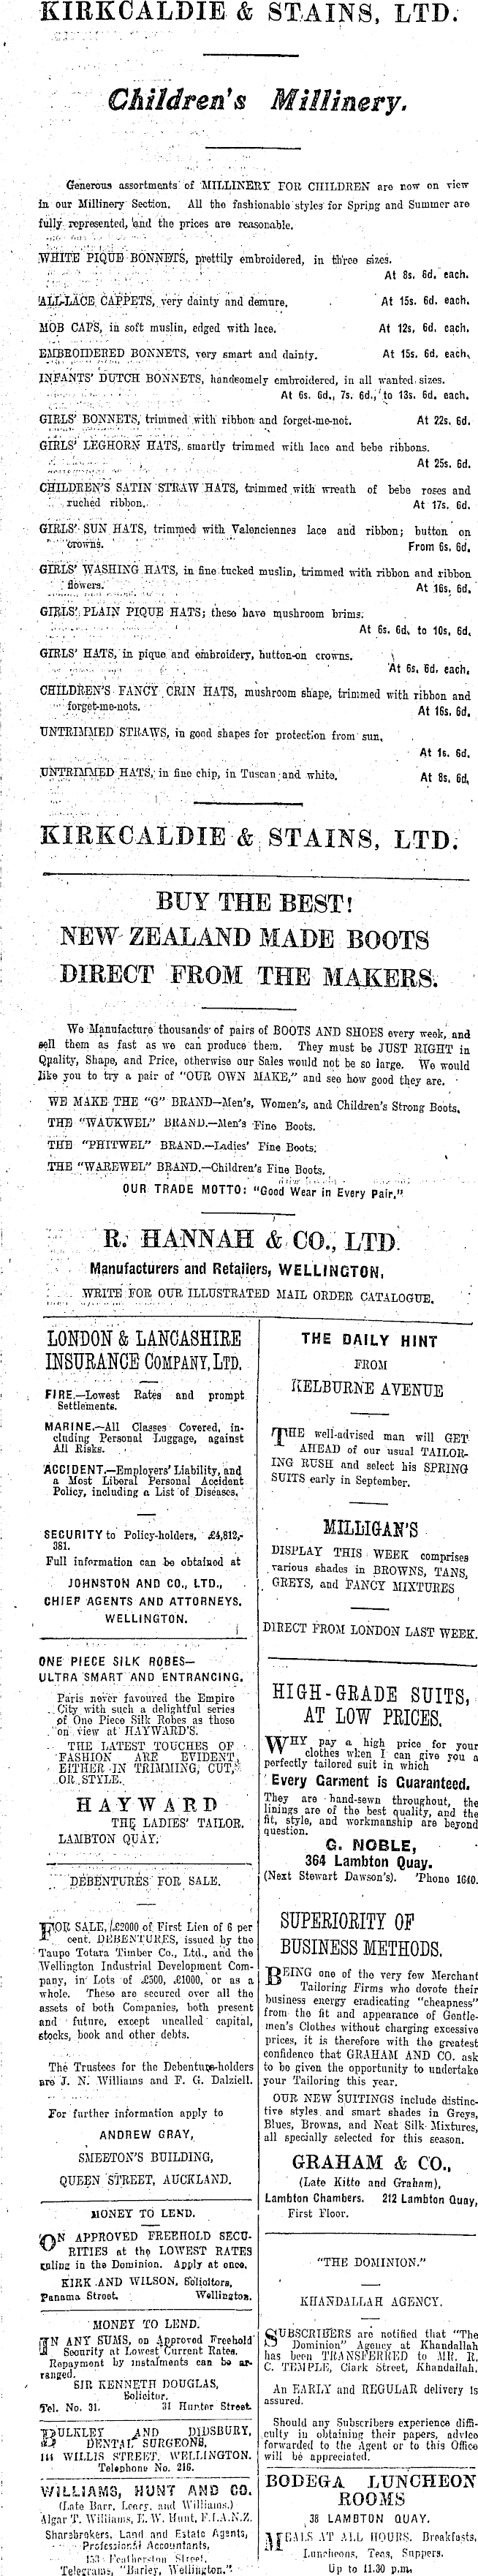 KIRKCALDIE & STAINS, LTD.
Children's Millinery.
Generous assortments of MILLINERY FOR CHILDREN are now on view
in our Millinery Section. All the fashionable styles for Spring and Summer are
fully represented, and the prices are reasonable.
WHITE PIQUE BONNETS, prettily embroidered, in three sizes.
At 8s. 6d. each.
ALL-LACE CAPPETS, very dainty and demure. At 15s. 6d. each.
MOB CAPS, in soft muslin, edged with lace. At 12s. 6d. each.
EMBROIDERED BONNETS, very smart and dainty. At 15s. 6d. each.
INFANTS' DUTCH BONNETS, handsomely embroidered, in all wanted sizes.
At 6s. 6d., 7s. 6d., to 13s. 6d. each.
GIRLS' BONNETS, trimmed with ribbon and forget-me-not. At 22s. 6d.
GIRLS' LEGHORN HATS, smartly trimmed with lace and bebe ribbons.
At 25s. 6d.
CHILDREN'S SATIN STRAW HATS, trimmed with wreath of bebe roses and
ruched ribbon. At 17s. 6d.
GIRLS' SUN HATS, trimmed with Valenciennes lace and ribbon; button on
crowns. From 6s. 6d.
GIRLS' WASHING HATS, in fine tucked muslin, trimmed with ribbon and ribbon
flowers. At 16s. 6d.
GIRLS' PLAIN PIQUE HATS; these have mushroom brims.
At 6s. 6d. to 10s. 6d.
GIRLS' HATS, in pique and embroidery, button-on crowns.
At 6s. 6d. each.
CHILDREN'S FANCY CRIN HATS, mushroom shape, trimmed with ribbon and
forget-me-nots. At 16s. 6d.
UNTRIMMED STRAWS, in good shapes for protection from sun.
At 1s. 6d.
UNTRIMMED HATS, in fine chip, in Tuscan and white. At 8s. 6d.
KIRKCALDIE & STAINS, LTD.
BUY THE BEST!
NEW ZEALAND MADE BOOTS
DIRECT FROM THE MAKERS.
We Manufacture thousands of pairs of BOOTS AND SHOES every week, and
sell them as fast as we can produce them. They must be JUST RIGHT in
Quality, Shape, and Price, otherwise our Sales would not be so large. We would
like you to try a pair of "OUR OWN MAKE," and see how good they are.
WE MAKE THE "G" BRAND—Men's, Women's, and Children's Strong Boots.
THE "WAUKWEL" BRAND.—Men's Fine Boots.
THE "PHITWEL" BRAND.—Ladies' Fine Boots.
THE "WAREWEL" BRAND.—Children's Fine Boots.
OUR TRADE MOTTO: "Good Wear in Every Pair."
R. HANNAH & CO., LTD.
Manufacturers and Retailers, WELLINGTON.
WRITE FOR OUR ILLUSTRATED MAIL ORDER CATALOGUE.
LONDON & LANCASHIRE
INSURANCE COMPANY, LTD.
FIRE.—Lowest Rates and prompt
Settlements.
MARINE.—All Classes Covered, in-
cluding Personal Luggage, against
All Risks.
ACCIDENT.—Employers' Liability, and
a Most Liberal Personal Accident
Policy, including a List of Diseases.
SECURITY to Policy-holders, £4,812,-
381.
Full information can be obtained at
JOHNSTON AND CO., LTD.,
CHIEF AGENTS AND ATTORNEYS.
WELLINGTON.
ONE PIECE SILK ROBES—
ULTRA SMART AND ENTRANCING.
Paris never favoured the Empire
City with such a delightful series
of One Piece Silk Robes as those
on view at HAYWARD'S.
THE LATEST TOUCHES OF
FASHION ARE EVIDENT,
EITHER IN TRIMMING, CUT,
OR STYLE.
HAYWARD
THE LADIES' TAILOR.
LAMBTON QUAY.
DEBENTURES FOR SALE.
FOR SALE, £2000 of First Lien of 6 per
cent. DEBENTURES, issued by the
Taupo Totara Timber Co., Ltd., and the
Wellington Industrial Development Com-
pany, in Lots of £500, £1000, or as a
whole. These are secured over all the
assets of both Companies, both present
and future, except uncalled capital,
stocks, book and other debts.
The Trustees for the Debenture-holders
are J. N. Williams and F. G. Dalziell.
For further information apply to
ANDREW GRAY,
SMEETON'S BUILDING,
QUEEN STREET, AUCKLAND.
MONEY TO LEND.
ON APPROVED FREEHOLD SECU-
RITIES at the LOWEST RATES
ruling in the Dominion. Apply at once.
KIRK AND WILSON, Solicitors,
Panama Street. Wellington.
MONEY TO LEND.
IN ANY SUMS, on Approved Freehold
Security at Lowest Current Rates.
Repayment by instalments can be ar-
ranged.
SIR KENNETH DOUGLAS,
Solicitor.
Tel. No. 31. 31 Hunter Street.
BULKLEY AND DIDSBURY,
DENTAL SURGEONS,
144 WILLIS STREET, WELLINGTON.
Telephone No. 216.
WILLIAMS, HUNT AND CO.
(Late Barr, Leary, and Williams.)
Algar T. Williams, E. W. Hunt, F.I.A.N.Z.
Sharebrokers, Land and Estate Agents,
Professional Accountants,
153 Featherston Street,
Telegrams, "Barley, Wellington."
THE DAILY HINT
FROM
KELBURNE AVENUE
THE well-advised man will GET
AHEAD of our usual TAILOR-
ING RUSH and select his SPRING
SUITS early in September.
MILLIGAN'S
DISPLAY THIS WEEK comprises
various shades in BROWNS, TANS,
GREYS, and FANCY MIXTURES
DIRECT FROM LONDON LAST WEEK.
HIGH-GRADE SUITS,
AT LOW PRICES.
WHY pay a high price for your
clothes when I can give you a
perfectly tailored suit in which
Every Garment is Guaranteed.
They are hand-sewn throughout, the
linings are of the best quality, and the
fit, style, and workmanship are beyond
question.
G. NOBLE,
364 Lambton Quay.
(Next Stewart Dawson's). 'Phone 1640.
SUPERIORITY OF
BUSINESS METHODS.
BEING one of the very few Merchant
Tailoring Firms who devote their
business energy eradicating "cheapness"
from the fit and appearance of Gentle-
men's Clothes without charging excessive
prices, it is therefore with the greatest
confidence that GRAHAM AND CO. ask
to be given the opportunity to undertake
your Tailoring this year.
OUR NEW SUITINGS include distinc-
tive styles and smart shades in Greys,
Blues, Browns, and Neat Silk Mixtures,
all specially selected for this season.
GRAHAM & CO.,
(Late Kitto and Graham),
Lambton Chambers. 212 Lambton Quay,
First Floor.
"THE DOMINION."
KHANDALLAH AGENCY.
SUBSCRIBERS are notified that "The
Dominion" Agency at Khandallah
has been TRANSFERRED to MR. R.
C. TEMPLE, Clark Street, Khandallah.
An EARLY and REGULAR delivery is
assured.
Should any Subscribers experience diffi-
culty in obtaining their papers, advice
forwarded to the Agent or to this Office
will be appreciated.
BODEGA LUNCHEON
ROOMS
38 LAMBTON QUAY.
MEALS AT ALL HOURS. Breakfasts,
Luncheons, Teas, Suppers.
Up to 11.30 p.m.